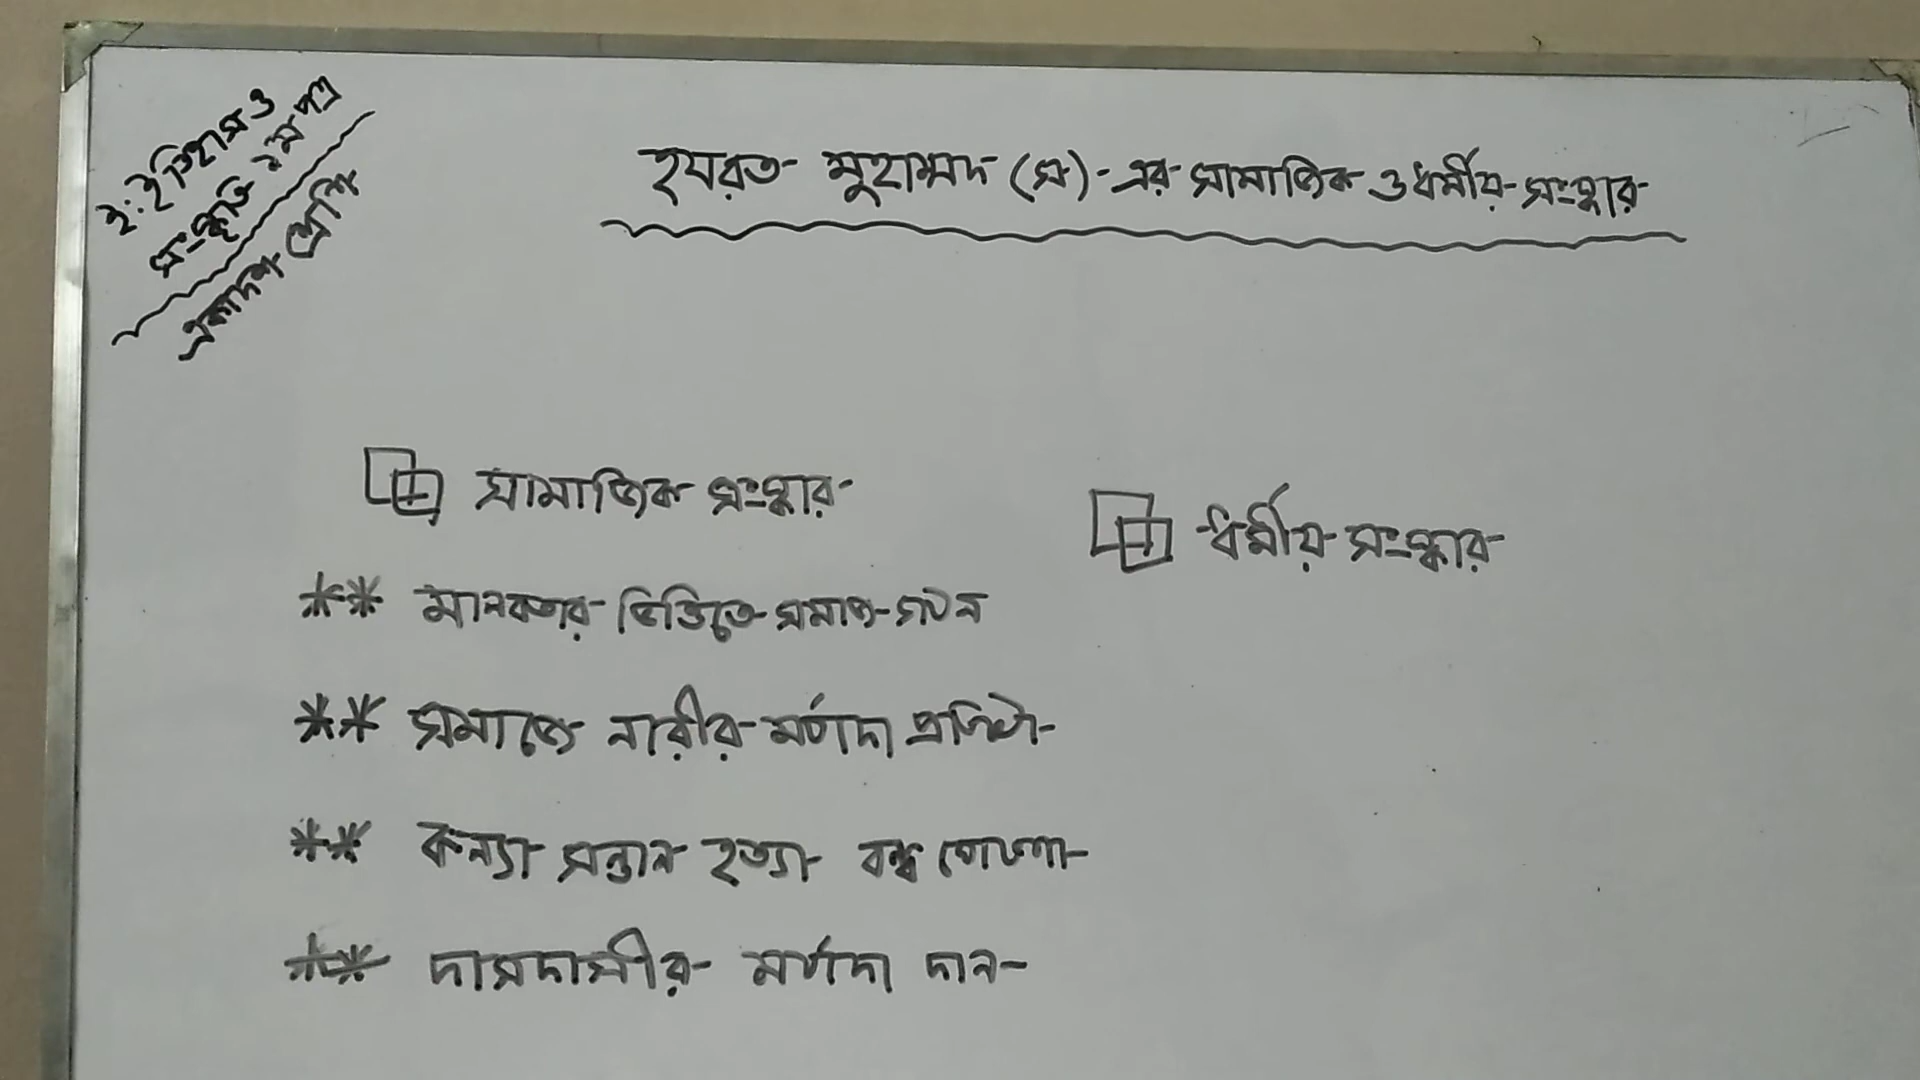 ই: ইতিহাস ও
সংস্কৃতি ১ম পত্র
একাদশ শ্রেণি
হযরত মুহাম্মদ (স) - এর সামাজিক ও ধর্মীয় সংস্কার
সামাজিক সংস্কার
ধর্মীয় সংস্কার
** মানবতার ভিত্তিতে সমাজ গঠন
** সমাজে নারীর মর্যাদা প্রতিষ্ঠা
** কন্যা সন্তান হত্যা বন্ধ ঘোষণা
** দাসদাসীর মর্যাদা দান